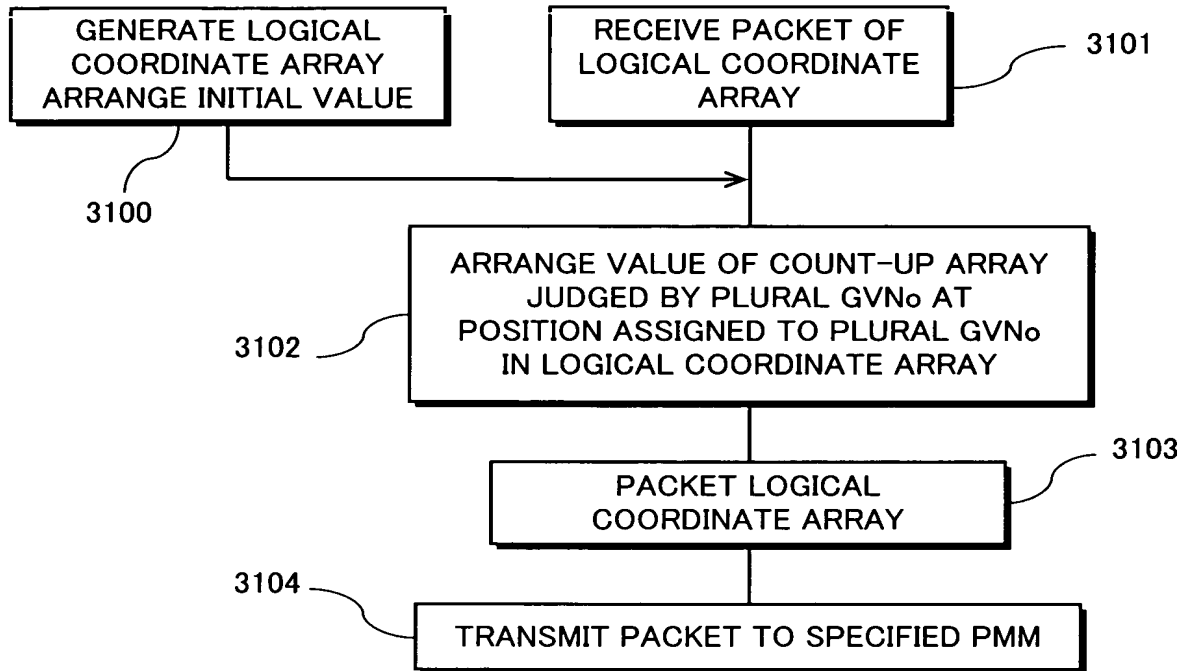 GENERATE LOGICAL
COORDINATE ARRAY
ARRANGE INITIAL VALUE
3100
RECEIVE PACKET OF
LOGICAL COORDINATE
ARRAY
3101
ARRANGE VALUE OF COUNT-UP ARRAY
JUDGED BY PLURAL GVNo AT
POSITION ASSIGNED TO PLURAL GVNo
IN LOGICAL COORDINATE ARRAY
3102
PACKET LOGICAL
COORDINATE ARRAY
3103
3104
TRANSMIT PACKET TO SPECIFIED PMM